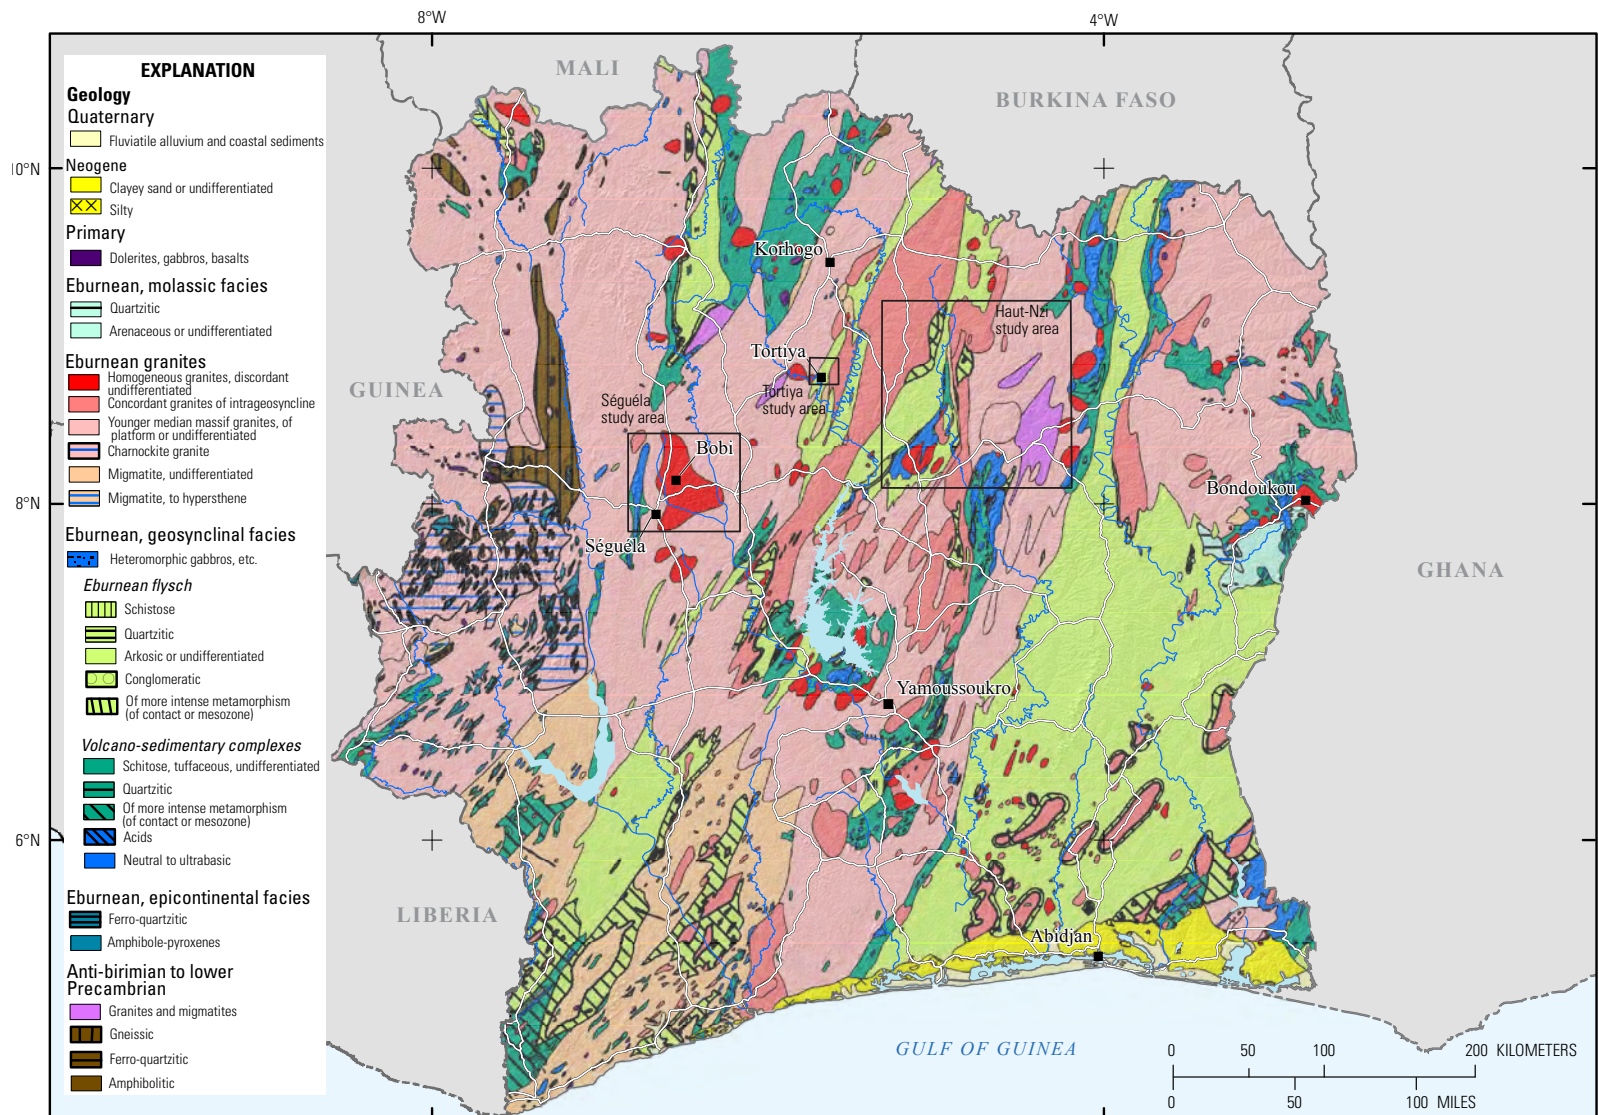 8°W
4°W
MALI
BURKINA FASO
EXPLANATION
Geology
Quaternary
Fluviatile alluvium and coastal sediments
Neogene
Clayey sand or undifferentiated
Silty
Primary
Dolerites, gabbros, basalts
Eburnean, molassic facies
Quartzitic
Arenaceous or undifferentiated
Eburnean granites
Homogeneous granites, discordant
undifferentiated
Concordant granites of intrageosyncline
Younger median massif granites, of
platform or undifferentiated
Charnockite granite
Migmatite, undifferentiated
Migmatite, to hypersthene
Eburnean, geosynclinal facies
Heteromorphic gabbros, etc.
Eburnean flysch
Schistose
Quartzitic
Arkosic or undifferentiated
Conglomeratic
Of more intense metamorphism
(of contact or mesozone)
Volcano-sedimentary complexes
Schitose, tuffaceous, undifferentiated
Quartzitic
Of more intense metamorphism
(of contact or mesozone)
Acids
Neutral to ultrabasic
Eburnean, epicontinental facies
Ferro-quartzitic
Amphibole-pyroxenes
Anti-birimian to lower
Precambrian
Granites and migmatites
Gneissic
Ferro-quartzitic
Amphibolitic
10°N
8°N
6°N
GUINEA
LIBERIA
GHANA
Korhogo
Haut-Nzi
study area
Tortiya
Tortiya
study area
Séguéla
study area
Bobi
Séguéla
Bondoukou
Yamoussoukro
Abidjan
GULF OF GUINEA
0 50 100 200 KILOMETERS
0 50 100 MILES